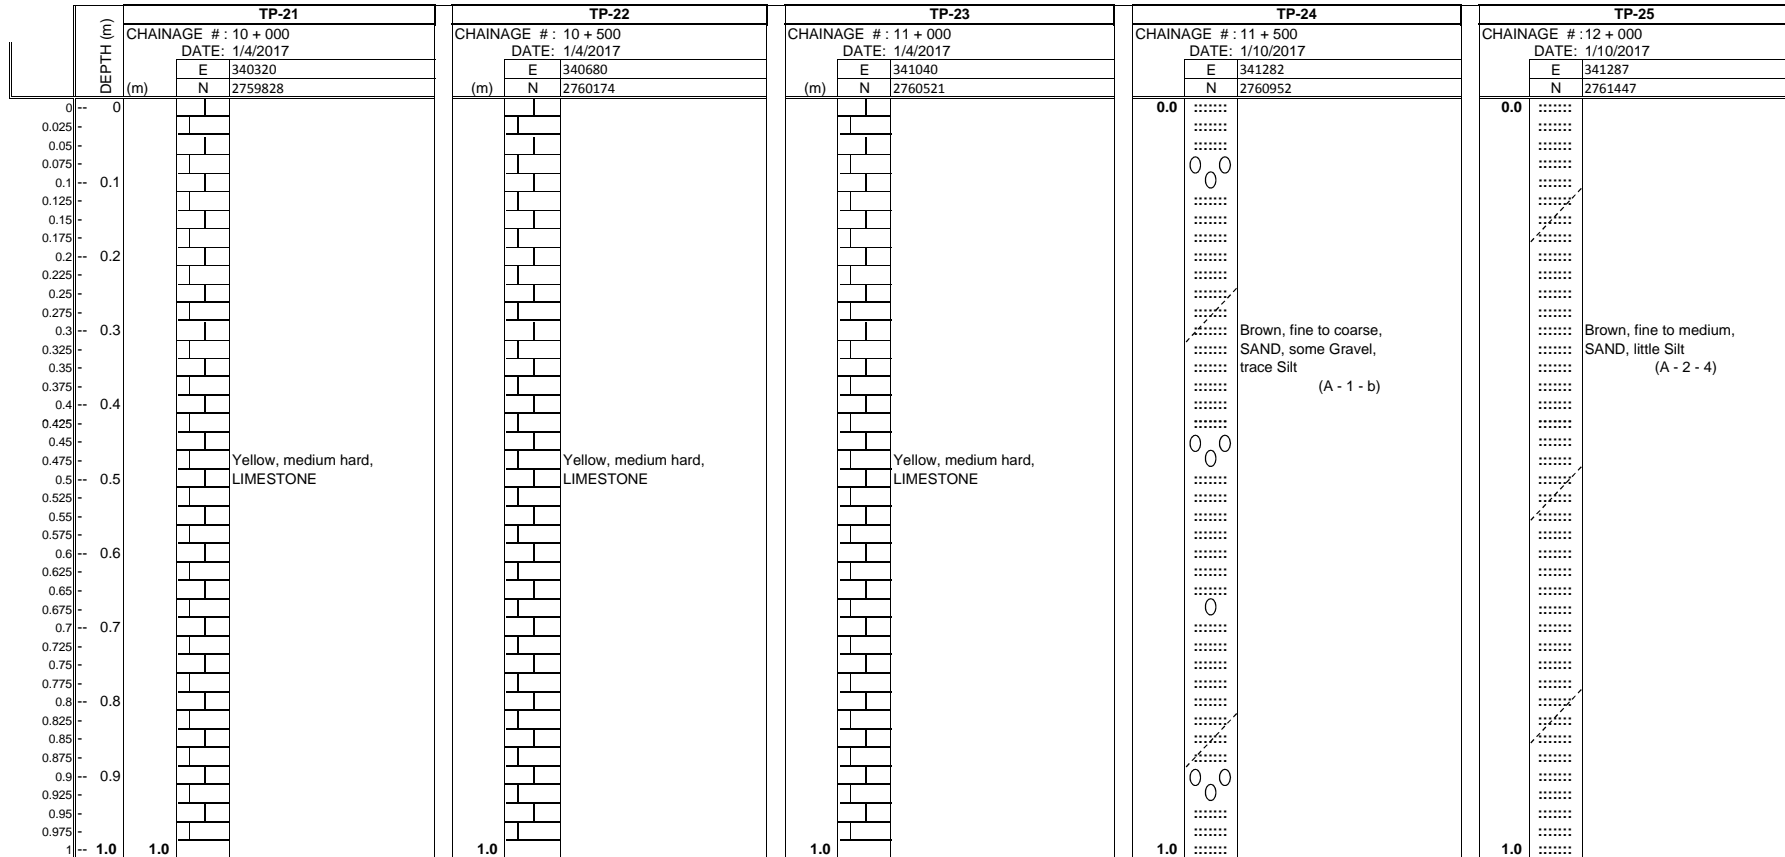 TP-21 TP-22 TP-23 TP-24 TP-25
DEPTH (m)
CHAINAGE # : 10 + 000 CHAINAGE # : 10 + 500 CHAINAGE # : 11 + 000 CHAINAGE # : 11 + 500 CHAINAGE # : 12 + 000
DATE: 1/4/2017 DATE: 1/4/2017 DATE: 1/4/2017 DATE: 1/10/2017 DATE: 1/10/2017
E 340320 E 340680 E 341040 E 341282 E 341287
(m) N 2759828 (m) N 2760174 (m) N 2760521 N 2760952 N 2761447
0 -- 0 0.0 0.0
0.025 -
0.05 -
0.075 -
0.1 -- 0.1
0.125 -
0.15 -
0.175 -
0.2 -- 0.2
0.225 -
0.25 -
0.275 -
0.3 -- 0.3 Brown, fine to coarse, Brown, fine to medium,
0.325 - SAND, some Gravel, SAND, little Silt
0.35 - trace Silt (A - 2 - 4)
0.375 - (A - 1 - b)
0.4 -- 0.4
0.425 -
0.45 -
0.475 - Yellow, medium hard, Yellow, medium hard, Yellow, medium hard,
0.5 -- 0.5 LIMESTONE LIMESTONE LIMESTONE
0.525 -
0.55 -
0.575 -
0.6 -- 0.6
0.625 -
0.65 -
0.675 -
0.7 -- 0.7
0.725 -
0.75 -
0.775 -
0.8 -- 0.8
0.825 -
0.85 -
0.875 -
0.9 -- 0.9
0.925 -
0.95 -
0.975 -
1 -- 1.0 1.0 1.0 1.0 1.0 1.0